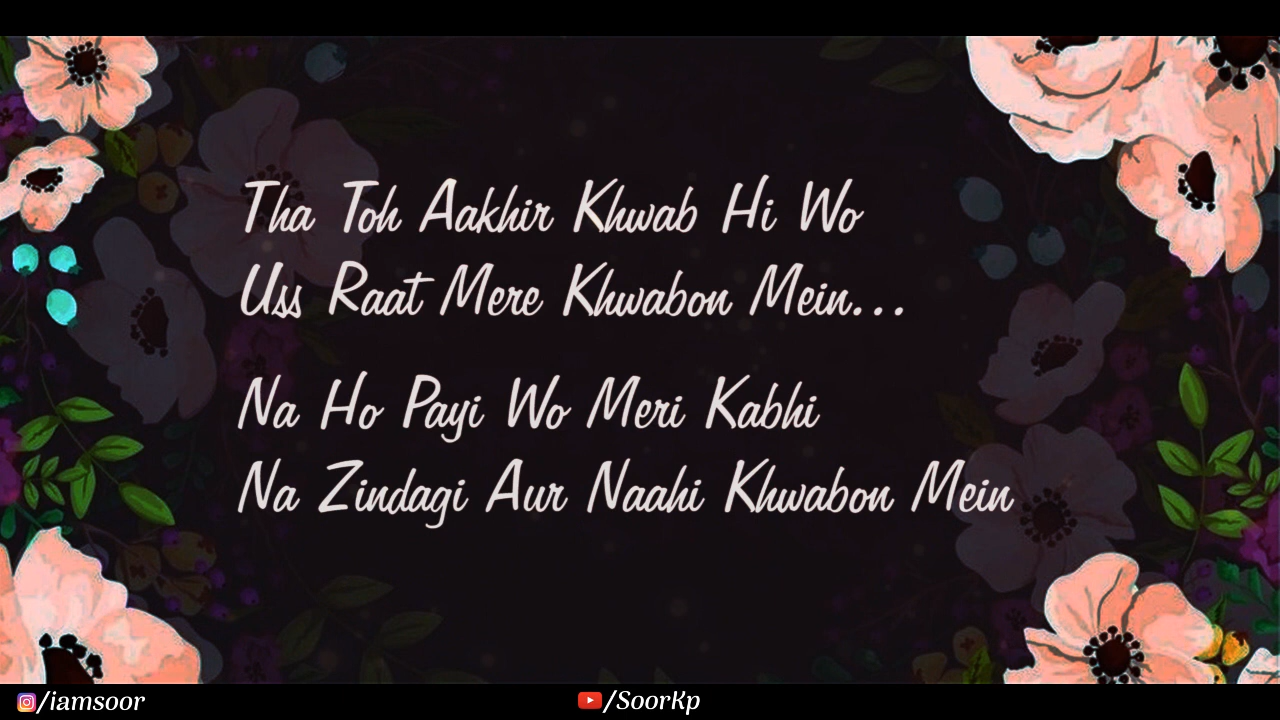 Tha Toh Aakhir Khwab Hi Wo
Uss Raat Mere Khwabon Mein...
Na Ho Payi Wo Meri Kabhi
Na Zindagi Aur Naahi Khwabon Mein
/iamsoor
/SoorKp